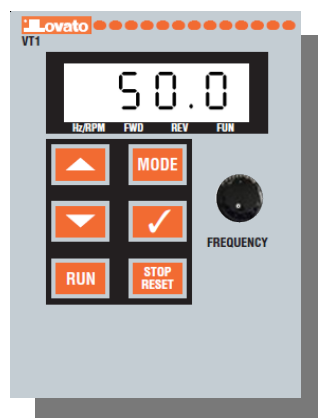 Lovato
VT1
50.0
Hz/RPM FWD REV FUN
MODE
FREQUENCY
RUN
STOP
RESET